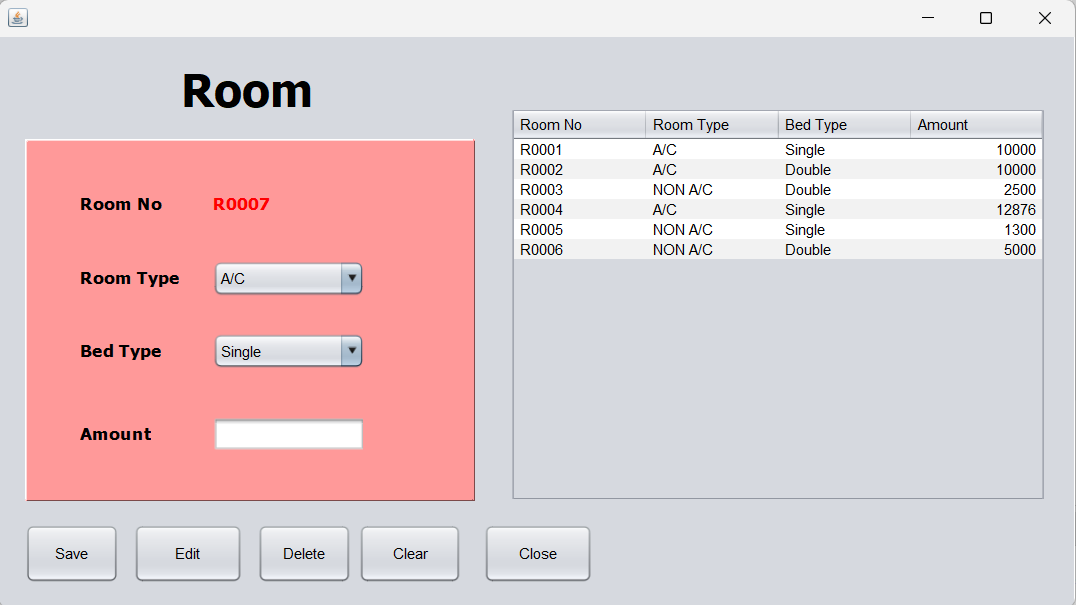 Room
Room No R0007
Room Type A/C
Bed Type Single
Amount
Room No Room Type Bed Type Amount
R0001 A/C Single 10000
R0002 A/C Double 10000
R0003 NON A/C Double 2500
R0004 A/C Single 12876
R0005 NON A/C Single 1300
R0006 NON A/C Double 5000
Save Edit Delete Clear Close